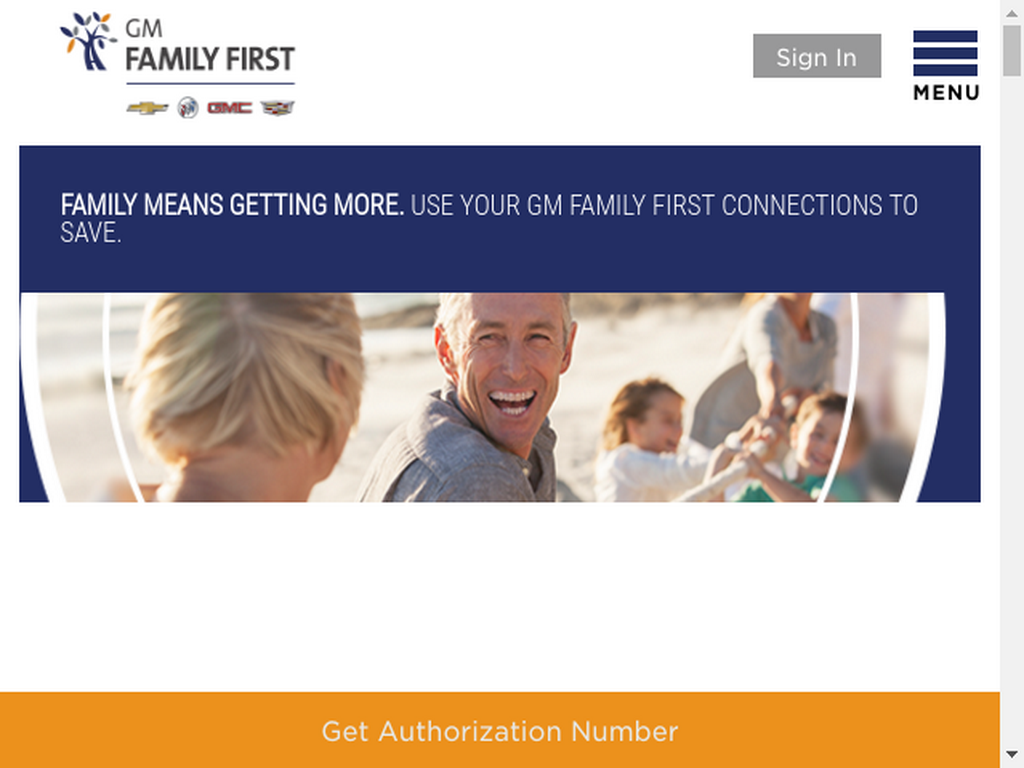 GM
FAMILY FIRST
GMC
Sign In
MENU
FAMILY MEANS GETTING MORE. USE YOUR GM FAMILY FIRST CONNECTIONS TO
SAVE.
Get Authorization Number